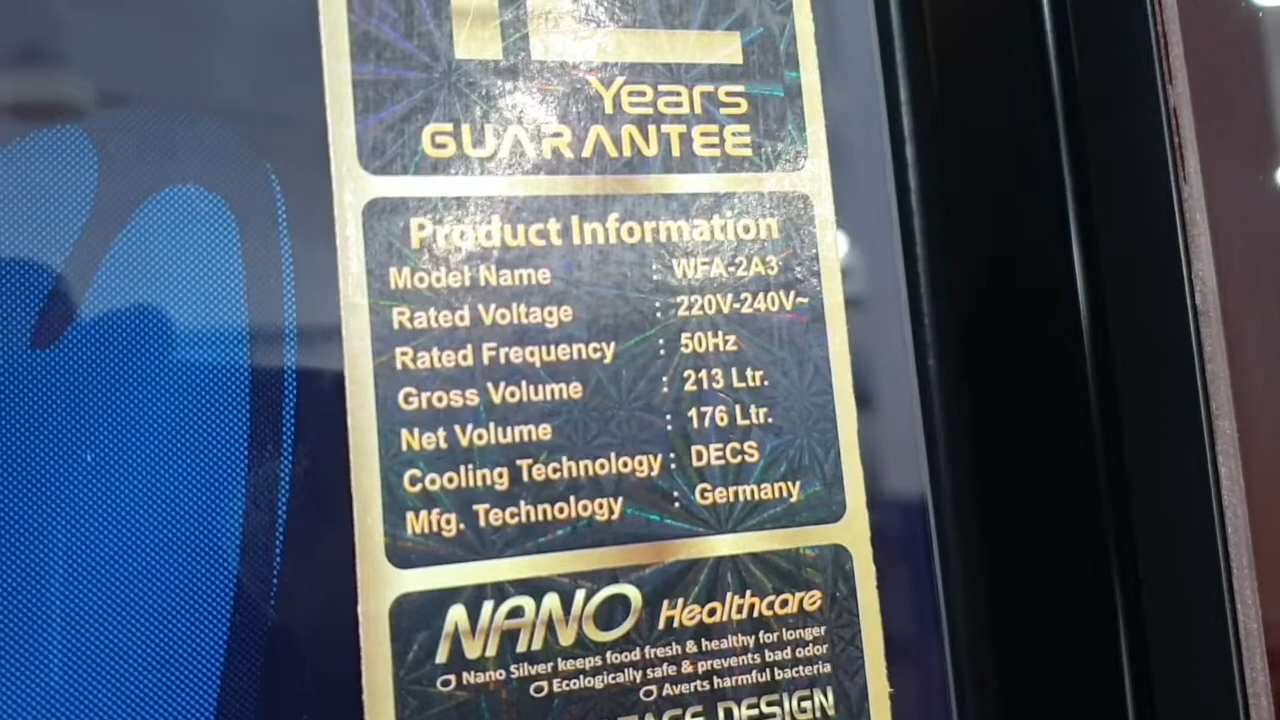 Years
GUARANTEE
Product Information
Model Name : WFA-2A3
Rated Voltage : 220V-240V~
Rated Frequency : 50Hz
Gross Volume : 213 Ltr.
Net Volume : 176 Ltr.
Cooling Technology : DECS
Mfg. Technology : Germany
NANO Healthcare
Nano Silver keeps food fresh & healthy for longer
Ecologically safe & prevents bad odor
Averts harmful bacteria
DESIGN